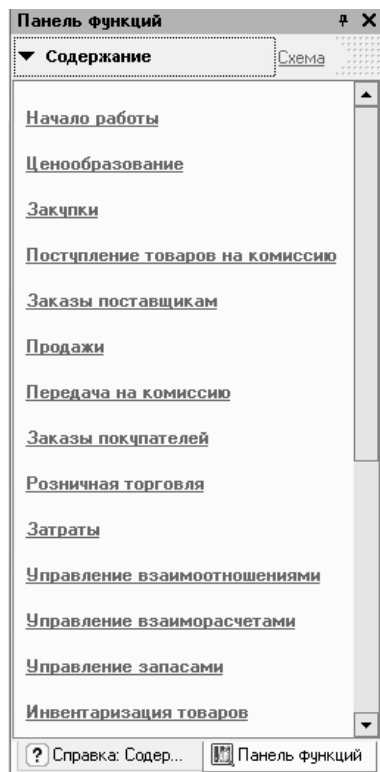 Панель функций
Содержание Схема
Начало работы
Ценообразование
Закупки
Поступление товаров на комиссию
Заказы поставщикам
Продажи
Передача на комиссию
Заказы покупателей
Розничная торговля
Затраты
Управление взаимоотношениями
Управление взаиморасчетами
Управление запасами
Инвентаризация товаров
? Справка: Содер... Панель функций